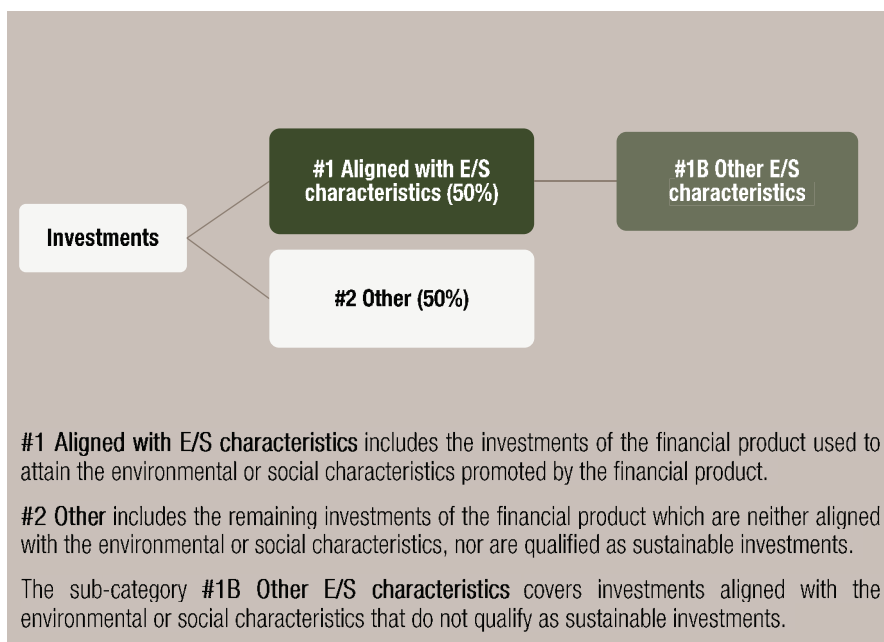 #1 Aligned with E/S
characteristics (50%)
#1B Other E/S
characteristics
Investments
#2 Other (50%)
#1 Aligned with E/S characteristics includes the investments of the financial product used to
attain the environmental or social characteristics promoted by the financial product.
#2 Other includes the remaining investments of the financial product which are neither aligned
with the environmental or social characteristics, nor are qualified as sustainable investments.
The sub-category #1B Other E/S characteristics covers investments aligned with the
environmental or social characteristics that do not qualify as sustainable investments.